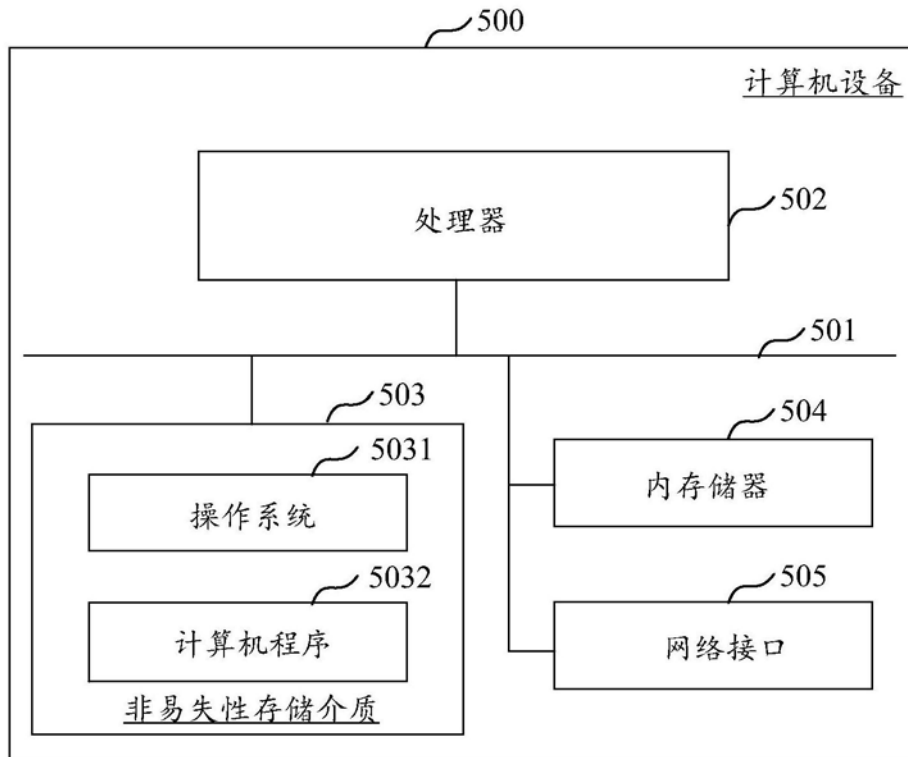 500
计算机设备
处理器
502
501
503
504
5031
操作系统
内存储器
5032
505
计算机程序
网络接口
非易失性存储介质